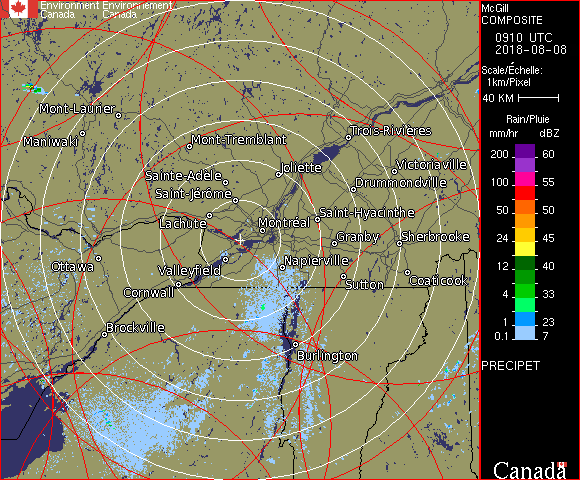 Environment Environnement
Canada Canada
McGill
COMPOSITE
0910 UTC
2018-08-08
Scale/Échelle:
1km/Pixel
40 KM
Rain/Pluie
mm/hr dBZ
200 60
100 55
50 50
24 45
12 40
4 33
1 23
0.1 7
PRECIPET
Canada
Mont-Laurier
Maniwaki
Mont-Tremblant
Trois-Rivières
Sainte-Adèle
Joliette
Victoriaville
Saint-Jérôme
Drummondville
Lachute
Montréal
Saint-Hyacinthe
Granby
Sherbrooke
Ottawa
Valleyfield
Napierville
Cornwall
Sutton
Coaticook
Brockville
Burlington